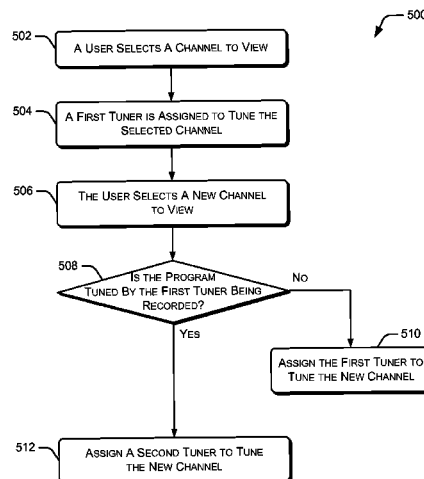 500
502
A USER SELECTS A CHANNEL TO VIEW
504
A FIRST TUNER IS ASSIGNED TO TUNE THE
SELECTED CHANNEL
506
THE USER SELECTS A NEW CHANNEL
TO VIEW
508
IS THE PROGRAM
TUNED BY THE FIRST TUNER BEING
RECORDED?
NO
YES
510
ASSIGN THE FIRST TUNER TO
TUNE THE NEW CHANNEL
512
ASSIGN A SECOND TUNER TO TUNE
THE NEW CHANNEL